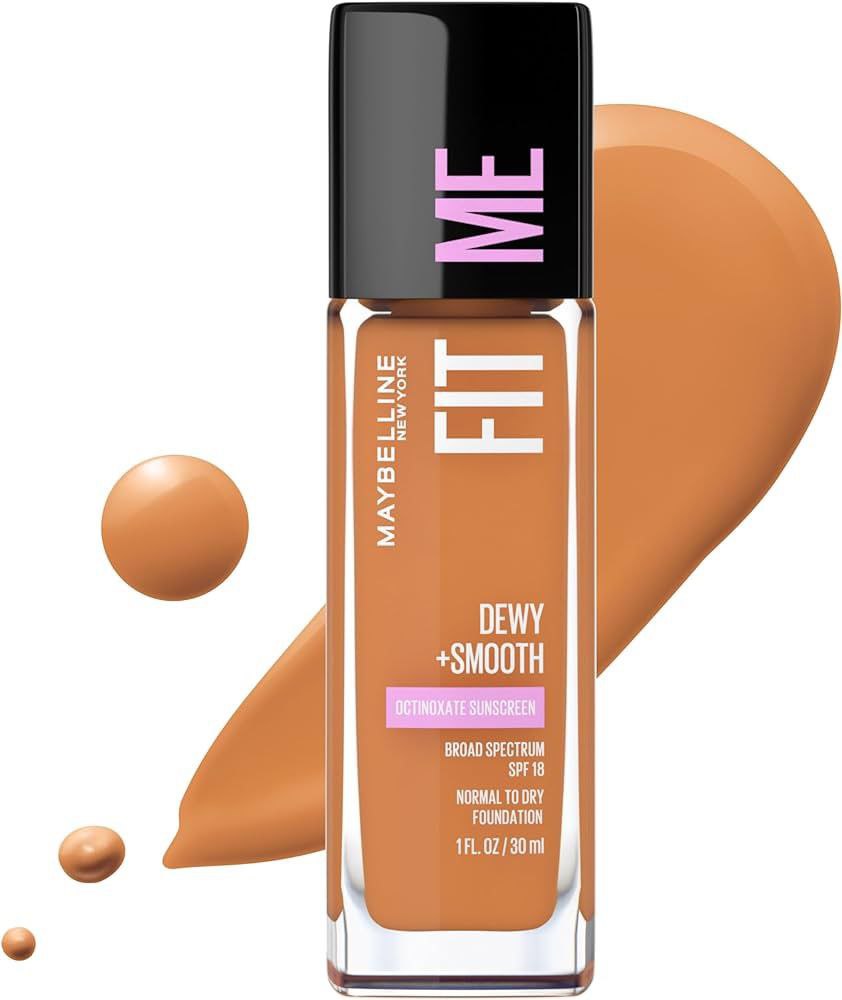 ME
FIT
MAYBELLINE
NEW YORK
DEWY
+SMOOTH
OCTINOXATE SUNSCREEN
BROAD SPECTRUM
SPF 18
NORMAL TO DRY
FOUNDATION
1 FL. OZ / 30 ml